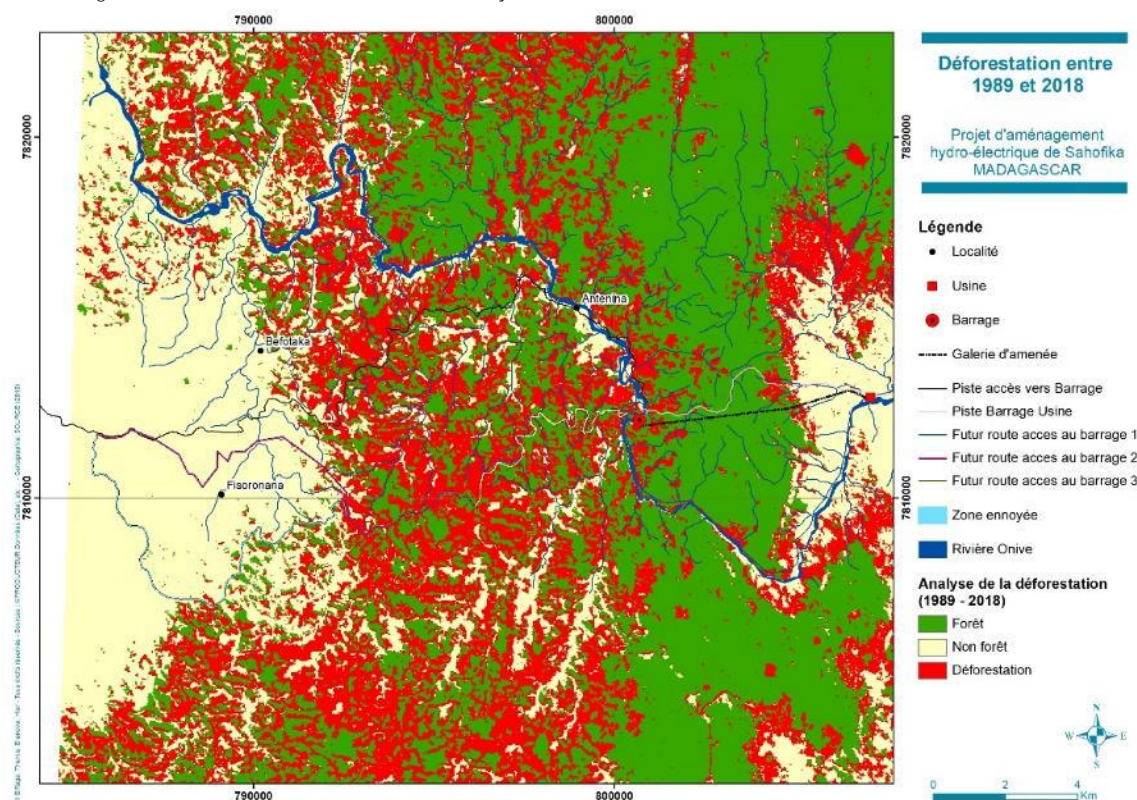 790000
800000
7820000
7820000
7810000
7810000
790000
800000
Antenina
Befotaka
Fisoronana
Déforestation entre
1989 et 2018
Projet d'aménagement
hydro-électrique de Sahofika
MADAGASCAR
Légende
Localité
Usine
Barrage
Galerie d'amenée
Piste accès vers Barrage
Piste Barrage Usine
Futur route acces au barrage 1
Futur route acces au barrage 2
Futur route acces au barrage 3
Zone ennoyée
Rivière Onive
Analyse de la déforestation
(1989 - 2018)
Forêt
Non forêt
Déforestation
N
W E
S
0 2 4
Km